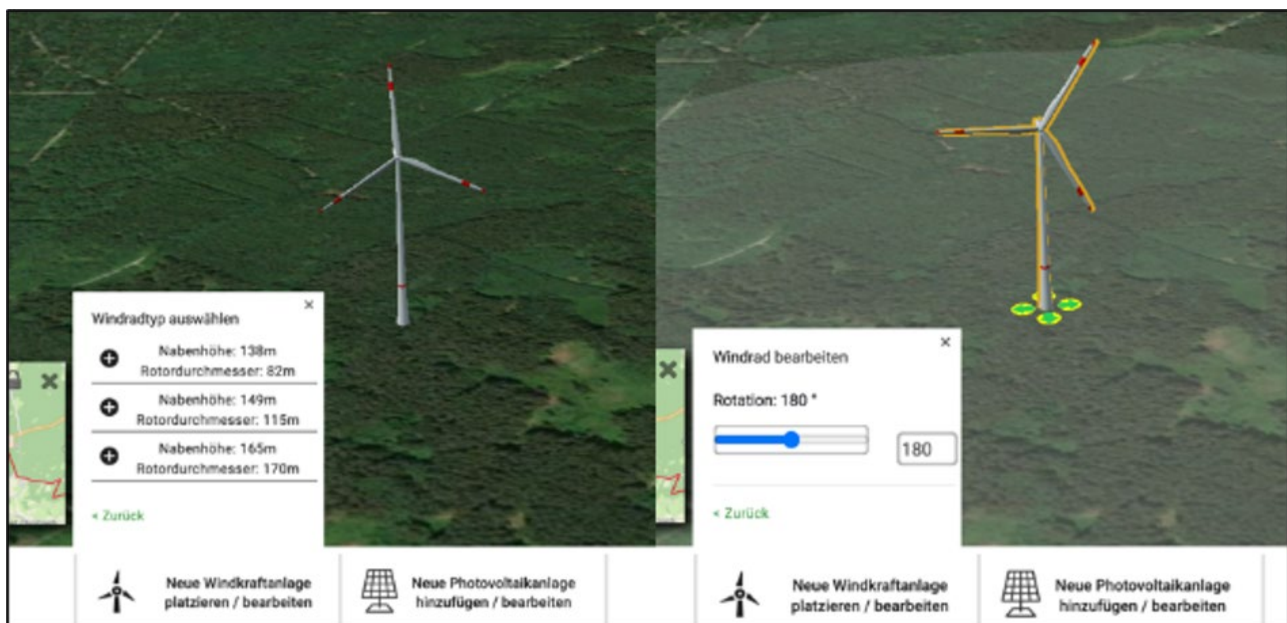 Windradtyp auswählen
Nabenhöhe: 138m
Rotordurchmesser: 82m
Nabenhöhe: 149m
Rotordurchmesser: 115m
Nabenhöhe: 165m
Rotordurchmesser: 170m
< Zurück
Neue Windkraftanlage
platzieren / bearbeiten
Neue Photovoltaikanlage
hinzufügen / bearbeiten
Windrad bearbeiten
Rotation: 180 °
180
< Zurück
Neue Windkraftanlage
platzieren / bearbeiten
Neue Photovoltaikanlage
hinzufügen / bearbeiten